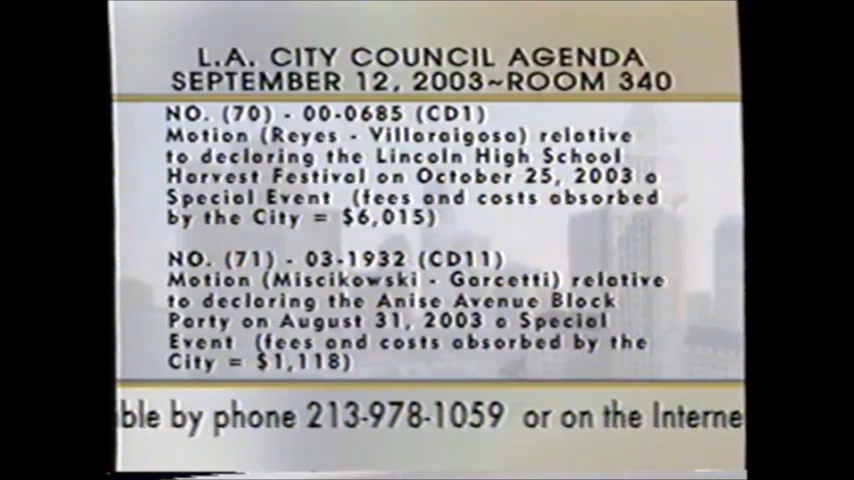 L.A. CITY COUNCIL AGENDA
SEPTEMBER 12, 2003~ROOM 340
NO. (70) - 00-0685 (CD1)
Motion (Reyes - Villaraigosa) relative
to declaring the Lincoln High School
Harvest Festival on October 25, 2003 a
Special Event (fees and costs absorbed
by the City = $6,015)
NO. (71) - 03-1932 (CD11)
Motion (Miscikowski - Garcetti) relative
to declaring the Anise Avenue Block
Party on August 31, 2003 a Special
Event (fees and costs absorbed by the
City = $1,118)
ble by phone 213-978-1059 or on the Interne